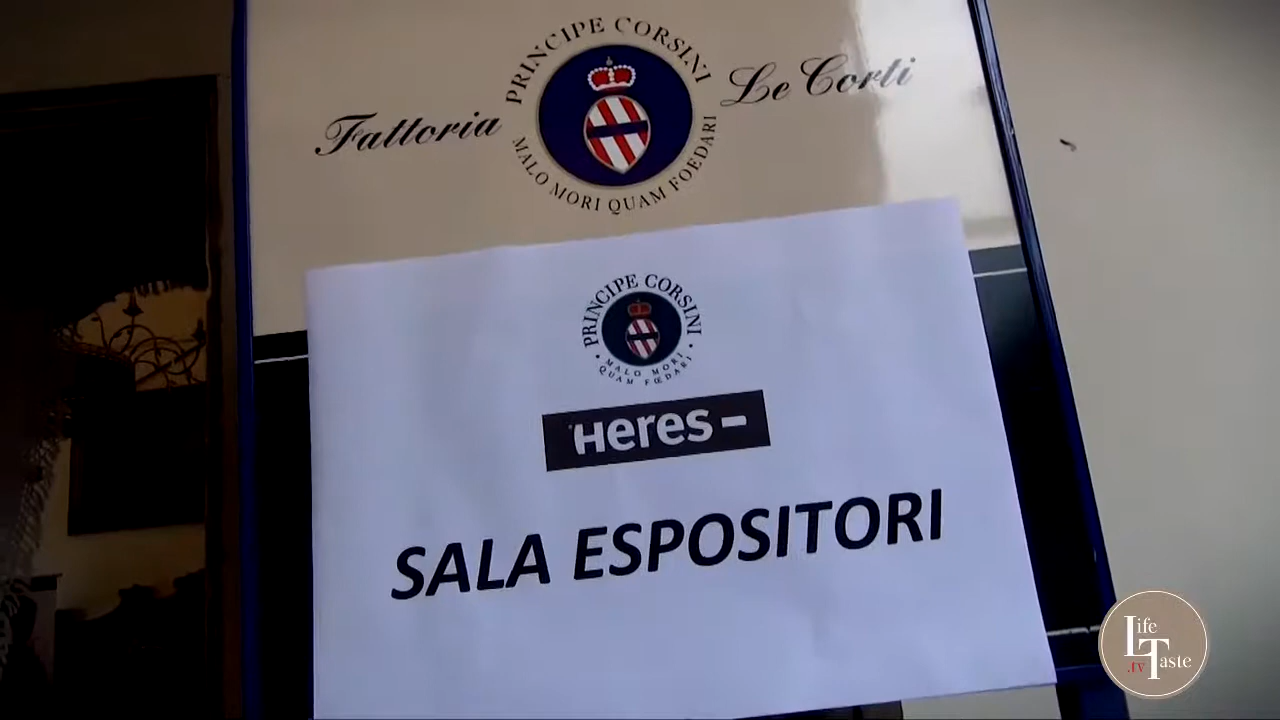 PRINCIPE CORSINI
Fattoria
Le Corti
MALO MORI QUAM FOEDARI
PRINCIPE CORSINI
• MALO MORI •
QUAM FŒDARI
Heres–
SALA ESPOSITORI
Life
Taste
.tv